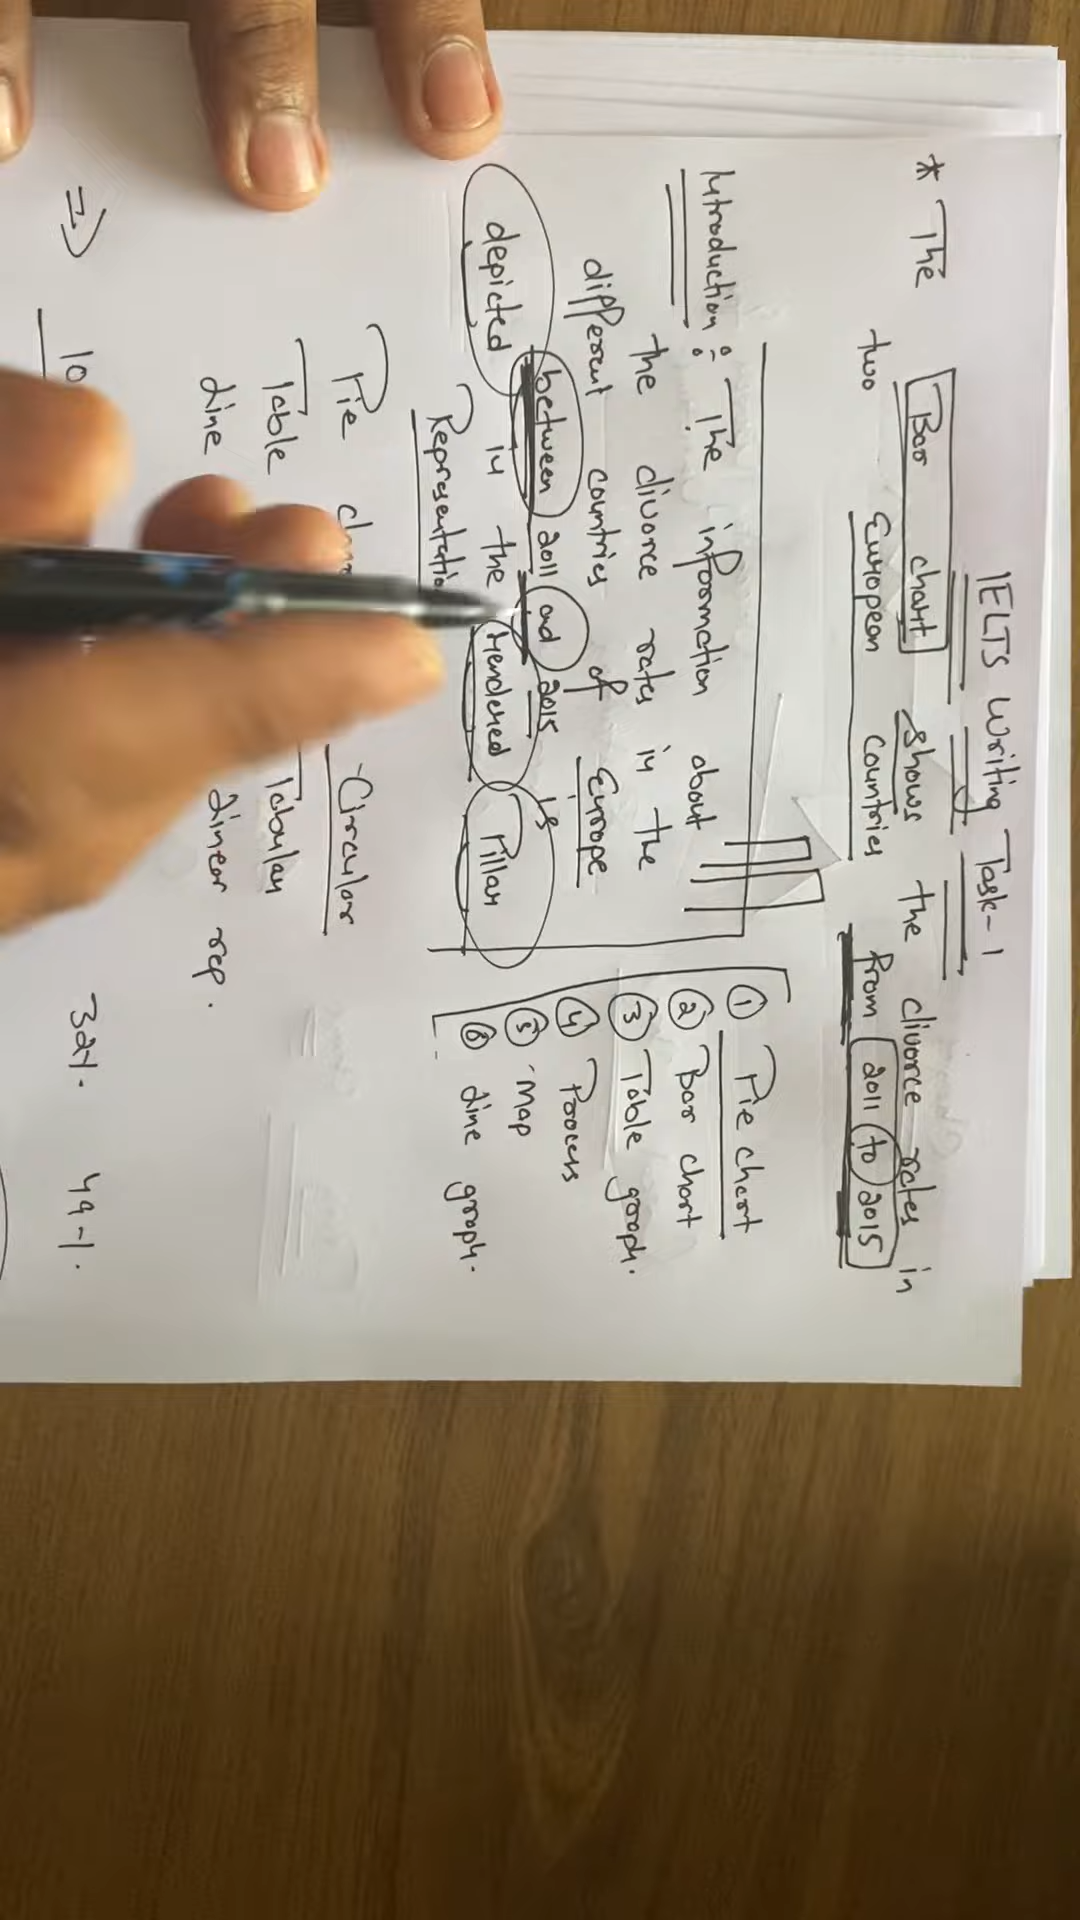 IELTS Writing Task-1
* The Bar chart shows the divorce rates in
two European countries from 2011 to 2015
Introduction : The information about
the divorce rates in the
different countries of Europe
between 2011 and 2015 is
depicted in the rendered Pillar
Representatio
① Pie chart
② Bar chart
③ Table graph.
④ Process
⑤ Map
⑥ Line graph.
Pie Circular
Table Tabular
Line Linear rep.
⇒ 10 32%. 49%.